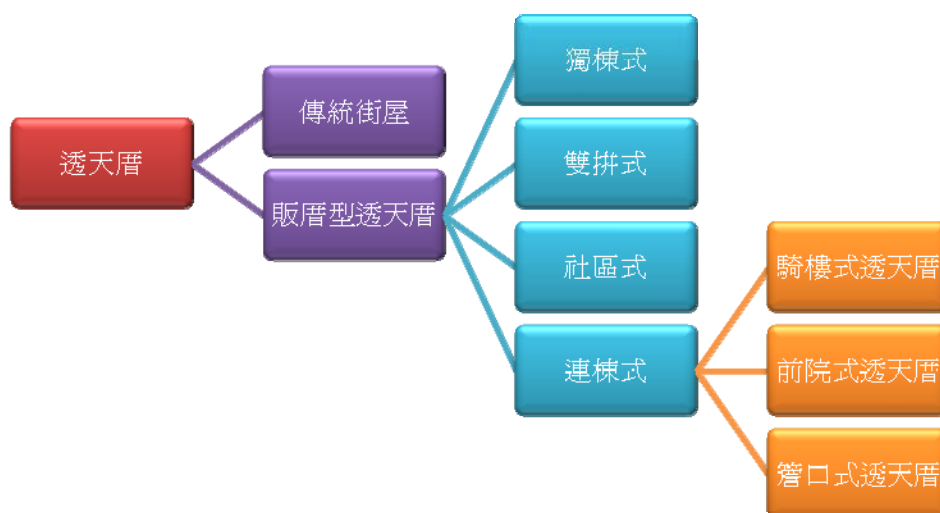 透天厝
傳統街屋
販厝型透天厝
獨棟式
雙拼式
社區式
連棟式
騎樓式透天厝
前院式透天厝
簷口式透天厝